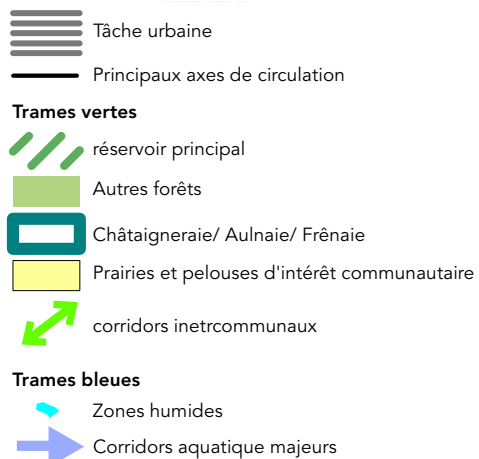 Tâche urbaine
Principaux axes de circulation
Trames vertes
réservoir principal
Autres forêts
Châtaigneraie/ Aulnaie/ Frênaie
Prairies et pelouses d'intérêt communautaire
corridors inetrcommunaux
Trames bleues
Zones humides
Corridors aquatique majeurs